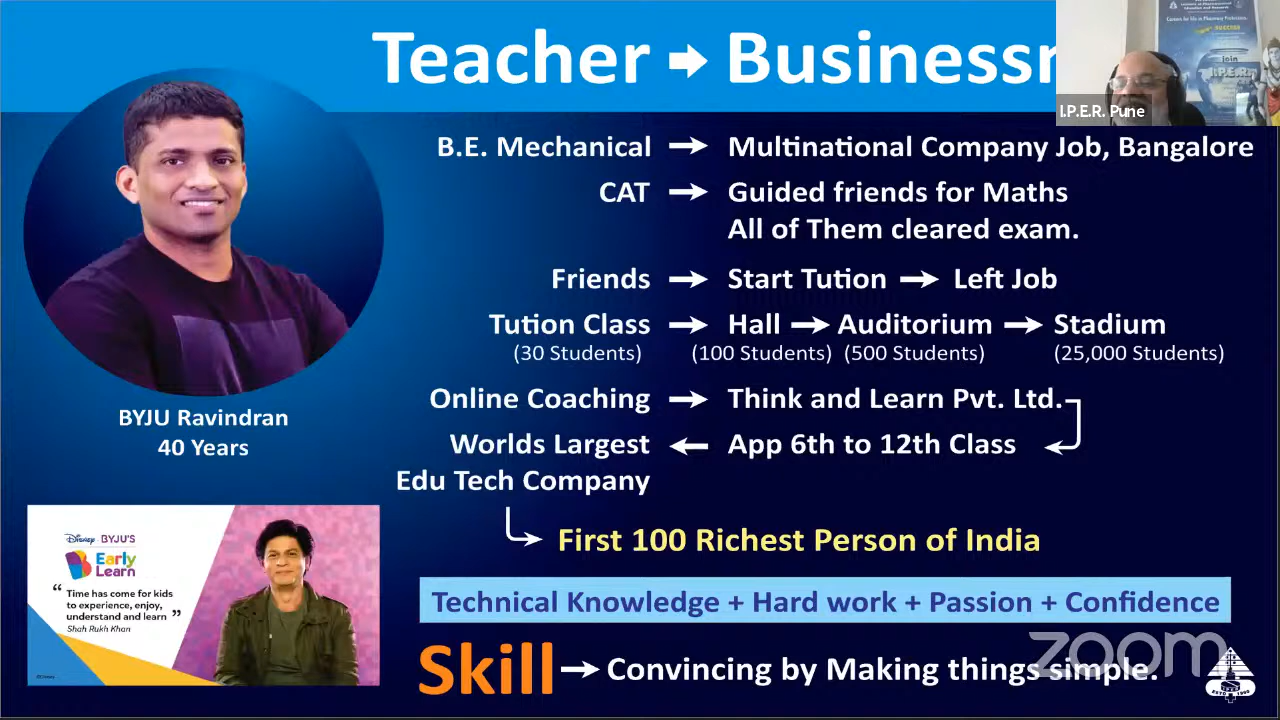 Teacher → Businessm
I.P.E.R. Pune
join
I.P.E.R.
B.E. Mechanical → Multinational Company Job, Bangalore
CAT → Guided friends for Maths
All of Them cleared exam.
Friends → Start Tution → Left Job
Tution Class → Hall → Auditorium → Stadium
(30 Students) (100 Students) (500 Students) (25,000 Students)
Online Coaching → Think and Learn Pvt. Ltd.
Worlds Largest ← App 6th to 12th Class
Edu Tech Company
First 100 Richest Person of India
Technical Knowledge + Hard work + Passion + Confidence
Skill → Convincing by Making things simple.
BYJU Ravindran
40 Years
Disney BYJU'S
Early
Learn
“ Time has come for kids
to experience, enjoy,
understand and learn ”
Shah Rukh Khan
zoom